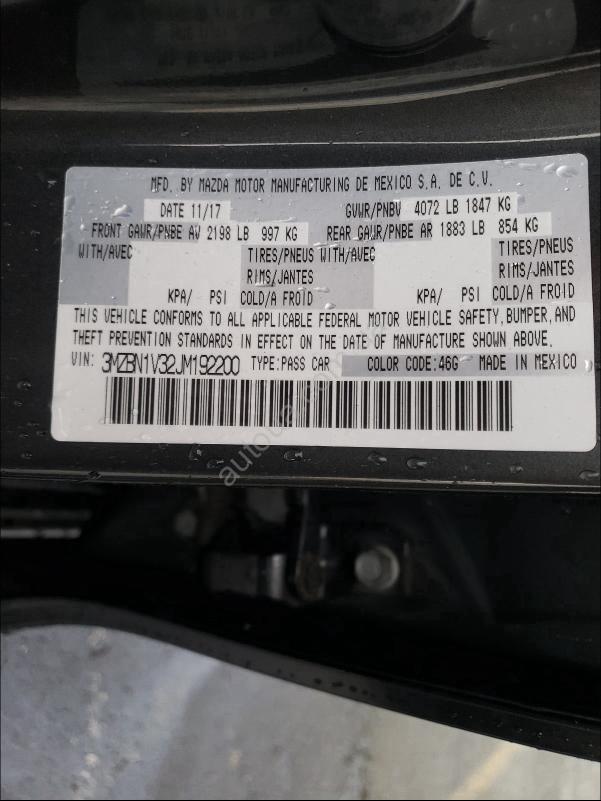 MFD. BY MAZDA MOTOR MANUFACTURING DE MEXICO S.A. DE C.V.
DATE 11/17 GVWR/PNBV 4072 LB 1847 KG
FRONT GAWR/PNBE AV 2198 LB 997 KG REAR GAWR/PNBE AR 1883 LB 854 KG
WITH/AVEC TIRES/PNEUS WITH/AVEC TIRES/PNEUS
RIMS/JANTES RIMS/JANTES
KPA/ PSI COLD/A FROID KPA/ PSI COLD/A FROID
THIS VEHICLE CONFORMS TO ALL APPLICABLE FEDERAL MOTOR VEHICLE SAFETY, BUMPER, AND
THEFT PREVENTION STANDARDS IN EFFECT ON THE DATE OF MANUFACTURE SHOWN ABOVE.
VIN: 3MZBN1V32JM192200 TYPE:PASS CAR COLOR CODE:46G MADE IN MEXICO